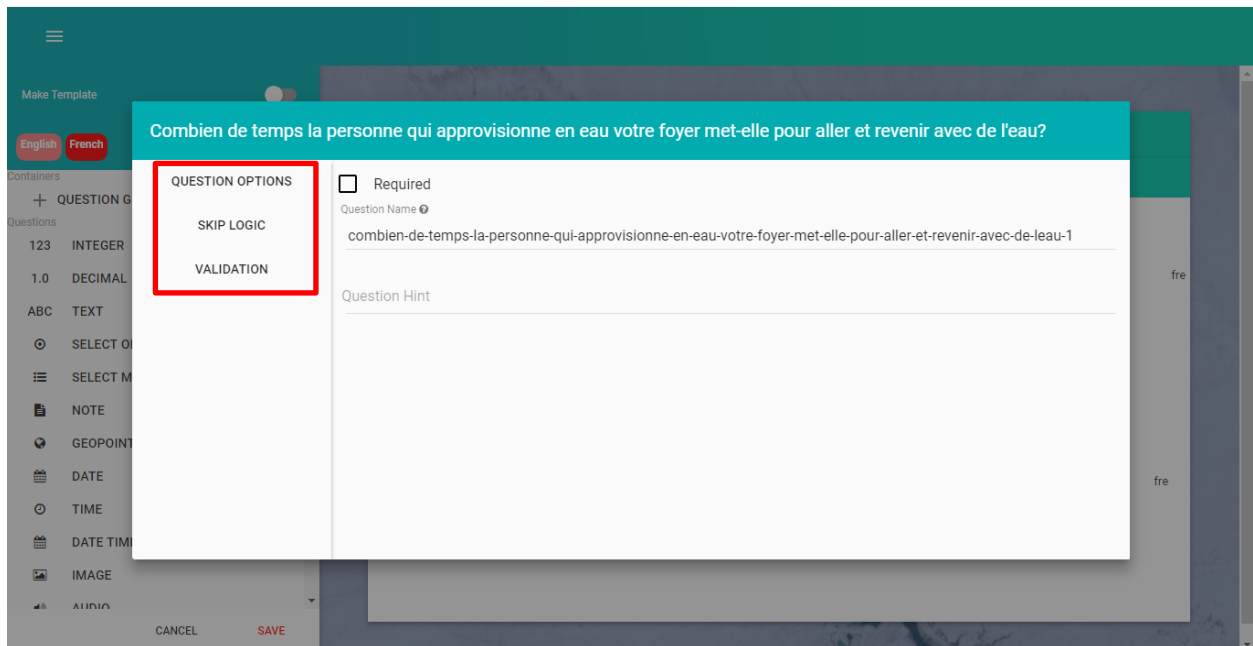 Make Template
English French
Containers
QUESTION G
Questions
123 INTEGER
1.0 DECIMAL
ABC TEXT
SELECT
SELECT
NOTE
GEOPOINT
DATE
TIME
DATE
IMAGE
AUDIO
CANCEL SAVE
Combien de temps la personne qui approvisionne en eau votre foyer met-elle pour aller et revenir avec de l'eau?
QUESTION OPTIONS
SKIP LOGIC
VALIDATION
Required
Question Name
combien-de-temps-la-personne-qui-approvisionne-en-eau-votre-foyer-met-elle-pour-aller-et-revenir-avec-de-leau-1
Question Hint
fre
fre